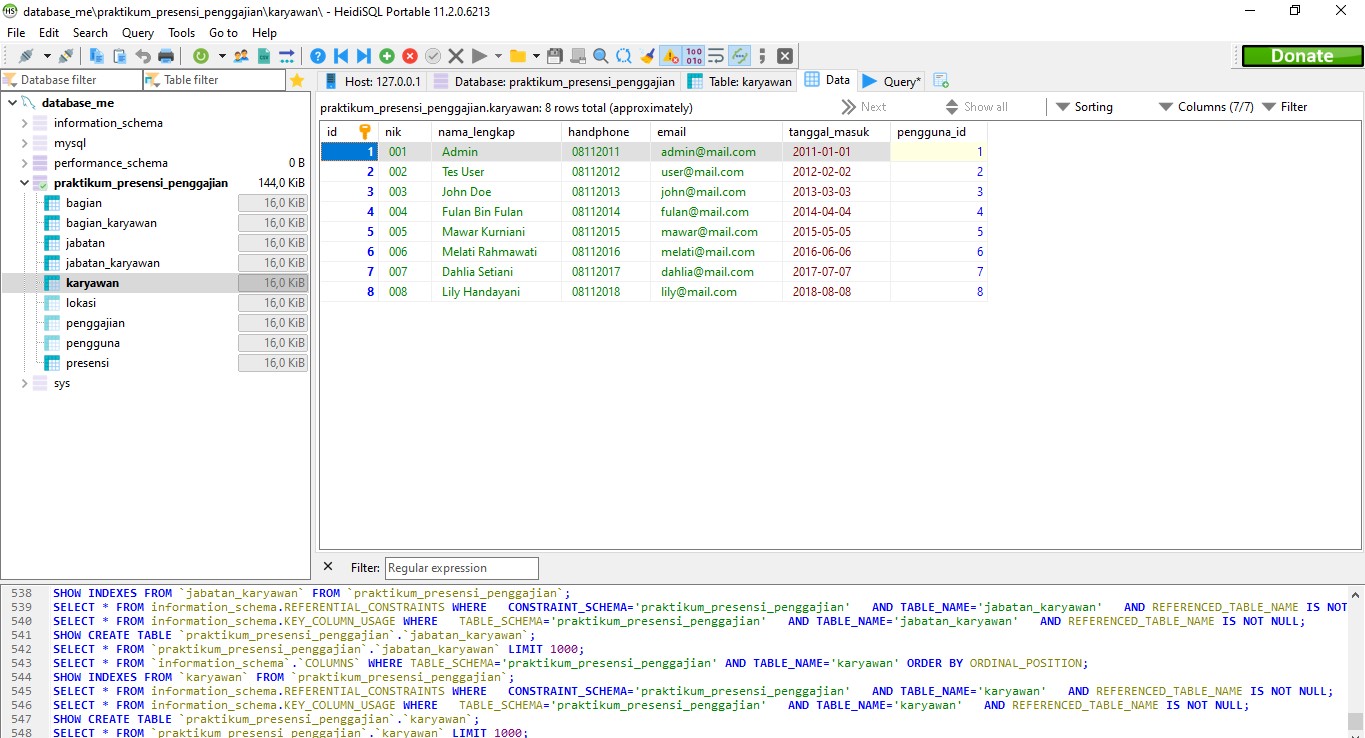 database_me\praktikum_presensi_penggajian\karyawan\ - HeidiSQL Portable 11.2.0.6213
File Edit Search Query Tools Go to Help
Donate
Database filter Table filter
Host: 127.0.0.1 Database: praktikum_presensi_penggajian Table: karyawan Data Query*
database_me
information_schema
mysql
performance_schema 0 B
praktikum_presensi_penggajian 144,0 KiB
bagian 16,0 KiB
bagian_karyawan 16,0 KiB
jabatan 16,0 KiB
jabatan_karyawan 16,0 KiB
karyawan 16,0 KiB
lokasi 16,0 KiB
penggajian 16,0 KiB
pengguna 16,0 KiB
presensi 16,0 KiB
sys
praktikum_presensi_penggajian.karyawan: 8 rows total (approximately) Next Show all Sorting Columns (7/7) Filter
id nik nama_lengkap handphone email tanggal_masuk pengguna_id
1 001 Admin 08112011 admin@mail.com 2011-01-01 1
2 002 Tes User 08112012 user@mail.com 2012-02-02 2
3 003 John Doe 08112013 john@mail.com 2013-03-03 3
4 004 Fulan Bin Fulan 08112014 fulan@mail.com 2014-04-04 4
5 005 Mawar Kurniani 08112015 mawar@mail.com 2015-05-05 5
6 006 Melati Rahmawati 08112016 melati@mail.com 2016-06-06 6
7 007 Dahlia Setiani 08112017 dahlia@mail.com 2017-07-07 7
8 008 Lily Handayani 08112018 lily@mail.com 2018-08-08 8
Filter: Regular expression
538 SHOW INDEXES FROM `jabatan_karyawan` FROM `praktikum_presensi_penggajian`;
539 SELECT * FROM information_schema.REFERENTIAL_CONSTRAINTS WHERE CONSTRAINT_SCHEMA='praktikum_presensi_penggajian' AND TABLE_NAME='jabatan_karyawan' AND REFERENCED_TABLE_NAME IS NOT
540 SELECT * FROM information_schema.KEY_COLUMN_USAGE WHERE TABLE_SCHEMA='praktikum_presensi_penggajian' AND TABLE_NAME='jabatan_karyawan' AND REFERENCED_TABLE_NAME IS NOT NULL;
541 SHOW CREATE TABLE `praktikum_presensi_penggajian`.`jabatan_karyawan`;
542 SELECT * FROM `praktikum_presensi_penggajian`.`jabatan_karyawan` LIMIT 1000;
543 SELECT * FROM `information_schema`.`COLUMNS` WHERE TABLE_SCHEMA='praktikum_presensi_penggajian' AND TABLE_NAME='karyawan' ORDER BY ORDINAL_POSITION;
544 SHOW INDEXES FROM `karyawan` FROM `praktikum_presensi_penggajian`;
545 SELECT * FROM information_schema.REFERENTIAL_CONSTRAINTS WHERE CONSTRAINT_SCHEMA='praktikum_presensi_penggajian' AND TABLE_NAME='karyawan' AND REFERENCED_TABLE_NAME IS NOT NULL;
546 SELECT * FROM information_schema.KEY_COLUMN_USAGE WHERE TABLE_SCHEMA='praktikum_presensi_penggajian' AND TABLE_NAME='karyawan' AND REFERENCED_TABLE_NAME IS NOT NULL;
547 SHOW CREATE TABLE `praktikum_presensi_penggajian`.`karyawan`;
548 SELECT * FROM `praktikum_presensi_penggajian`.`karyawan` LIMIT 1000;